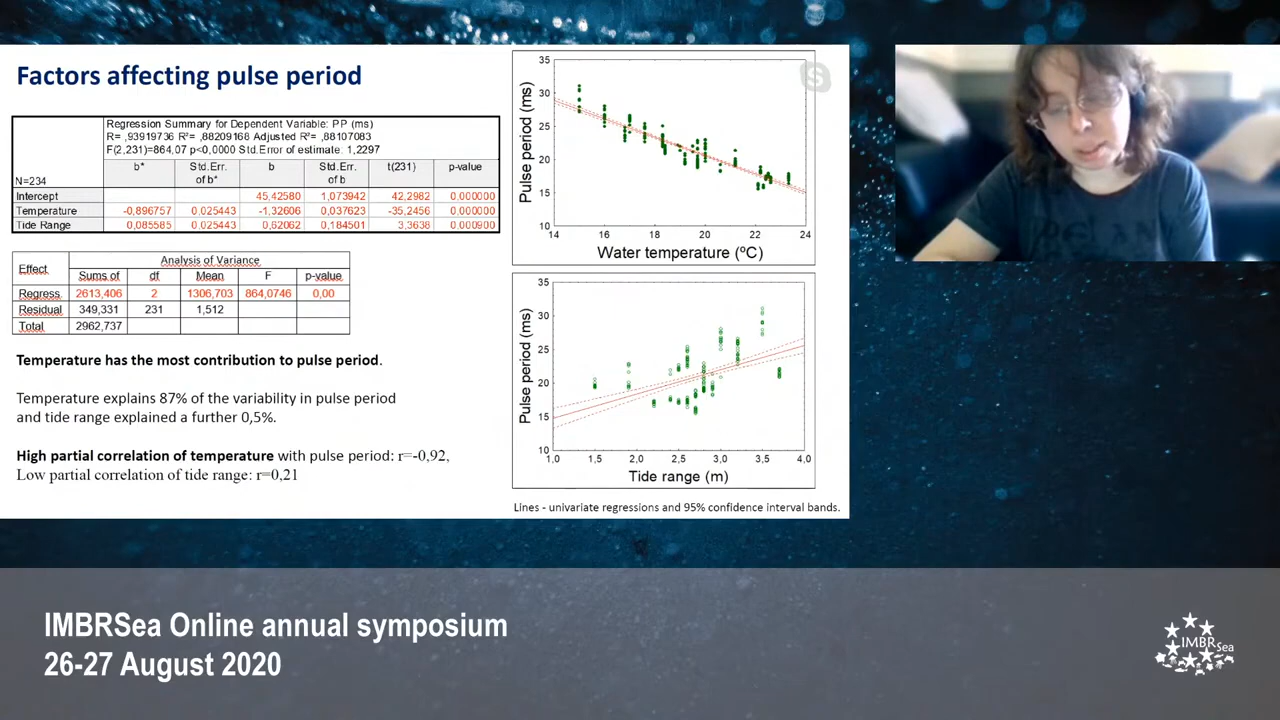 Factors affecting pulse period
Regression Summary for Dependent Variable: PP (ms)
R= ,93919736 R²= ,88209168 Adjusted R²= ,88107083
F(2,231)=864,07 p<0,0000 Std.Error of estimate: 1,2297
N=234 b* Std.Err. of b* b Std.Err. of b t(231) p-value
Intercept 45,42580 1,073942 42,2982 0,000000
Temperature -0,896757 0,025443 -1,32606 0,037623 -35,2456 0,000000
Tide Range 0,085585 0,025443 0,62062 0,184501 3,3638 0,000900
Analysis of Variance
Effect Sums of df Mean F p-value
Regress. 2613,406 2 1306,703 864,0746 0,00
Residual 349,331 231 1,512
Total 2962,737
Temperature has the most contribution to pulse period.
Temperature explains 87% of the variability in pulse period
and tide range explained a further 0,5%.
High partial correlation of temperature with pulse period: r=-0,92,
Low partial correlation of tide range: r=0,21
Pulse period (ms)
35
30
25
20
15
10
14 16 18 20 22 24
Water temperature (ºC)
Pulse period (ms)
35
30
25
20
15
10
1,0 1,5 2,0 2,5 3,0 3,5 4,0
Tide range (m)
Lines - univariate regressions and 95% confidence interval bands.
IMBRSea Online annual symposium
26-27 August 2020
IMBRSea